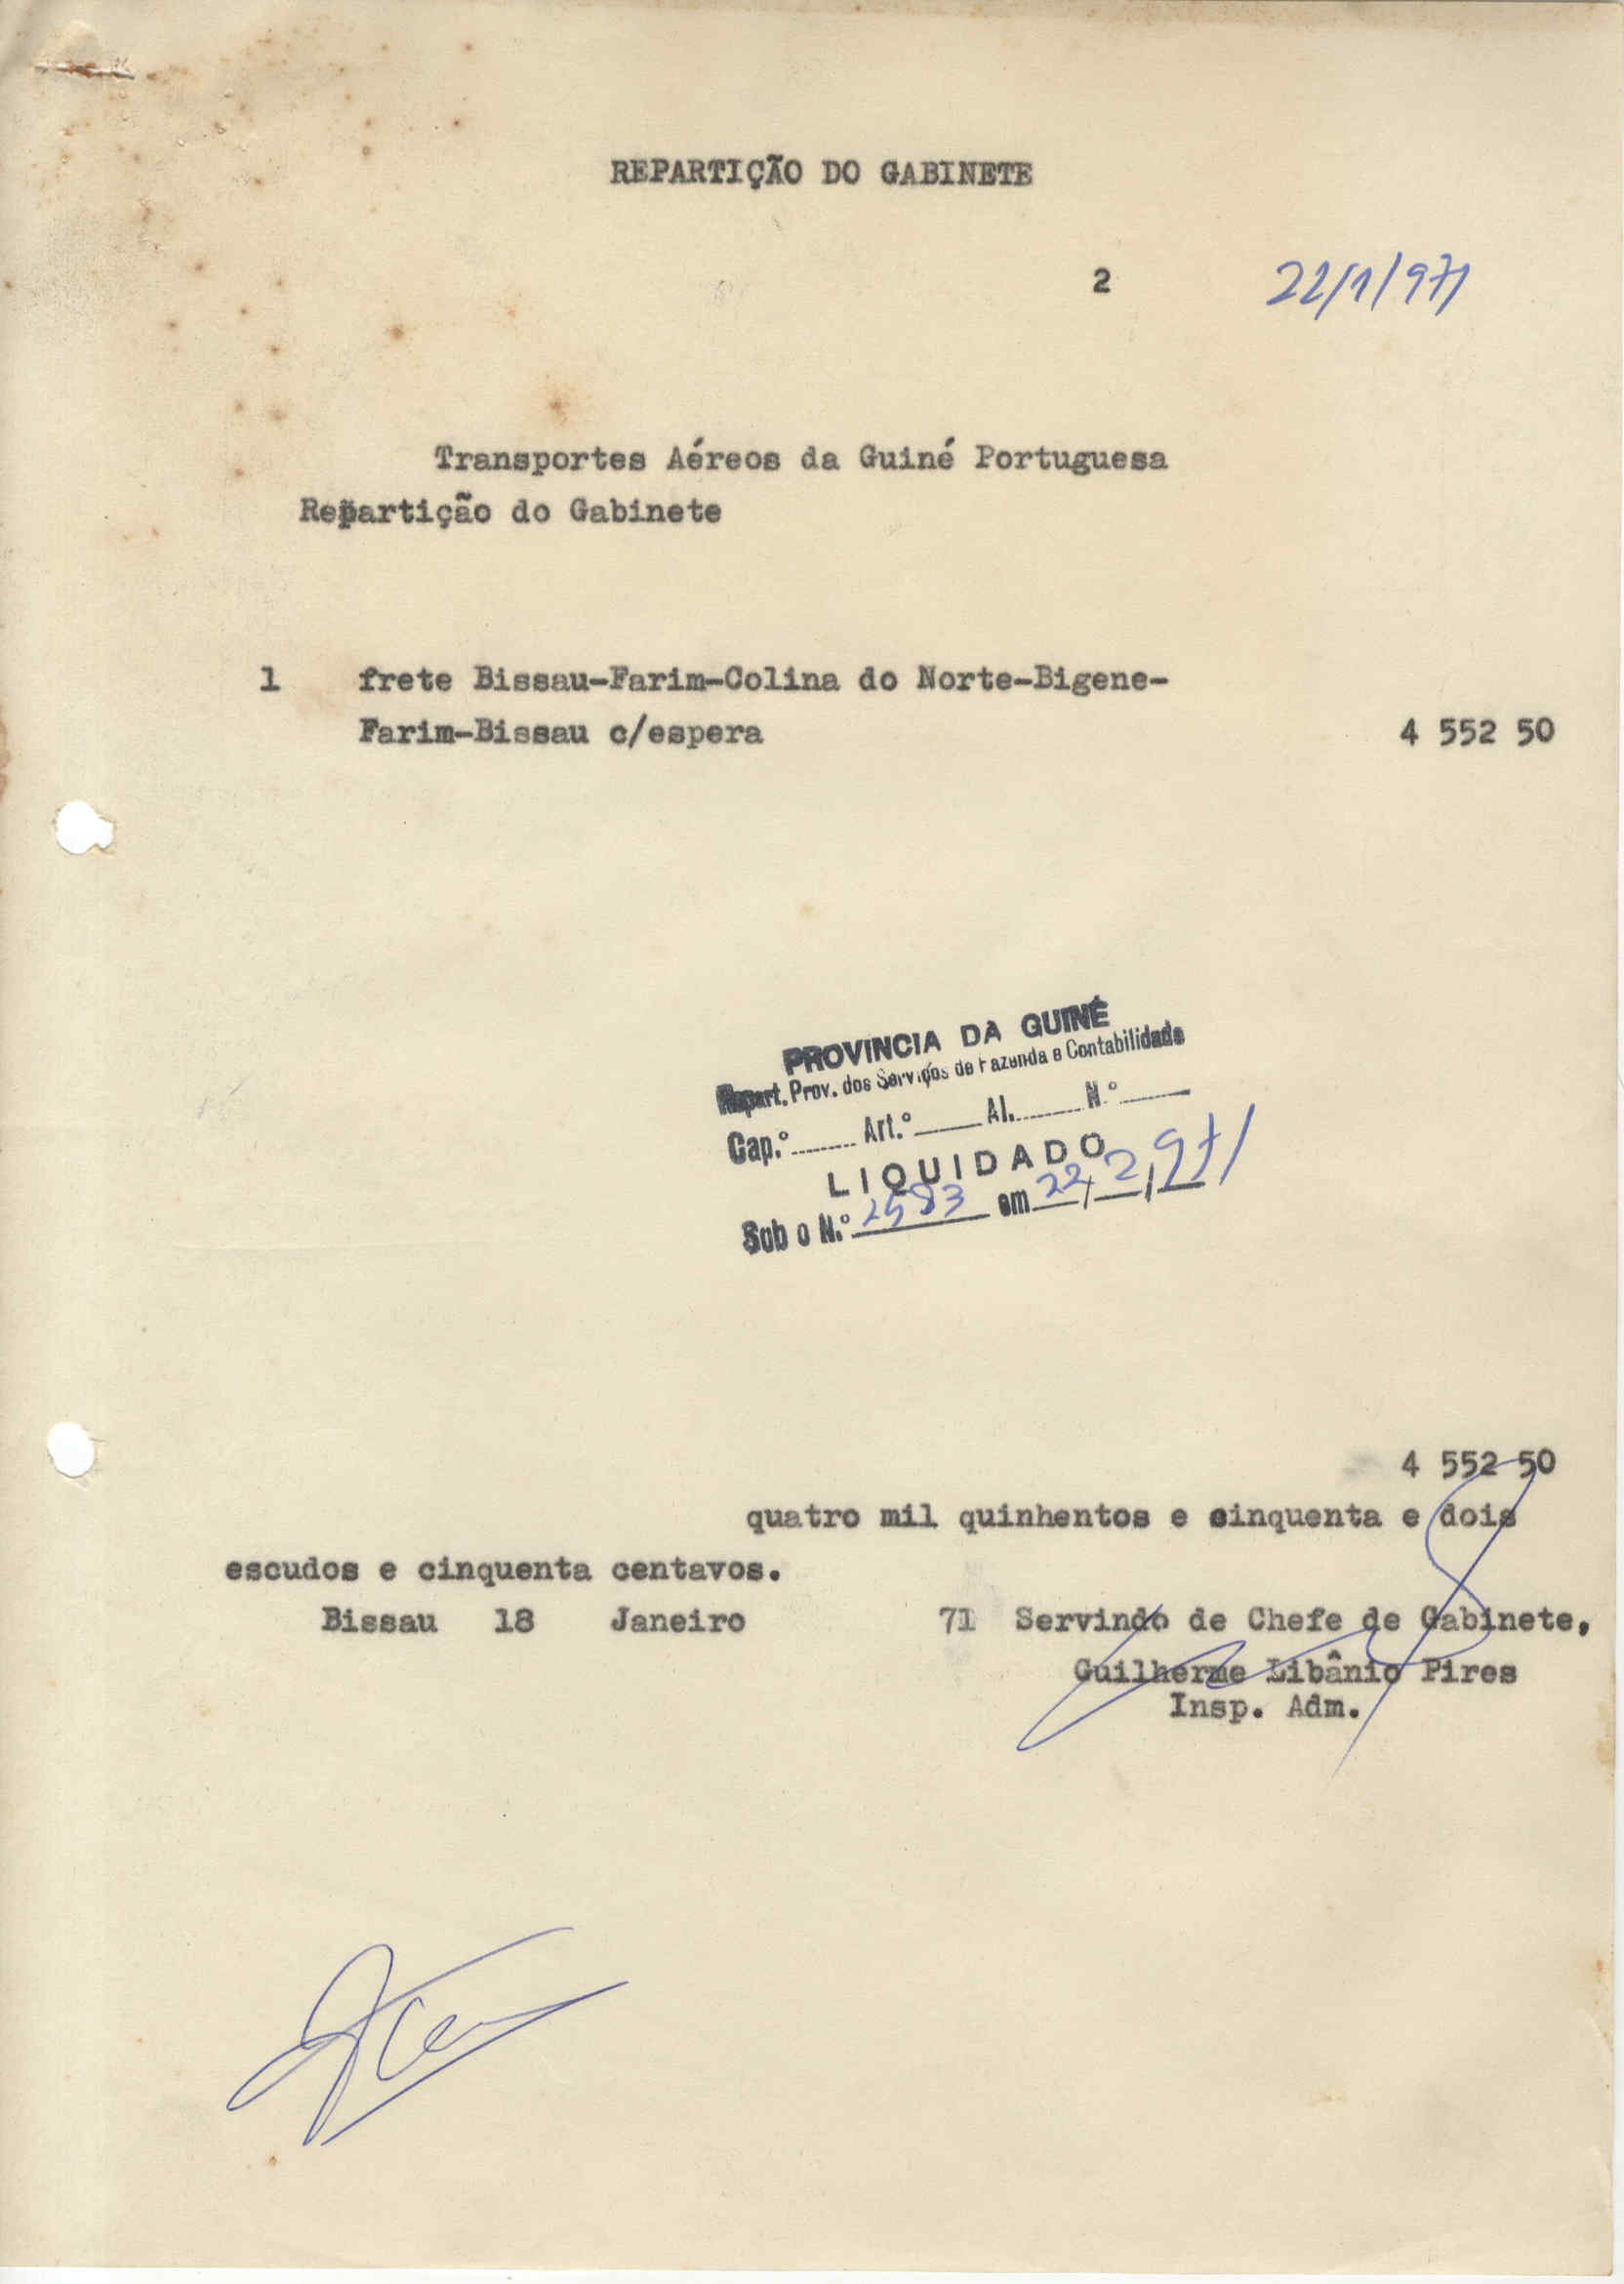 REPARTIÇÃO DO GABINETE
2 22/1/971
Transportes Aéreos da Guiné Portuguesa
Repartição do Gabinete
1 frete Bissau-Farim-Colina do Norte-Bigene-
Farim-Bissau c/espera 4 552 50
PROVINCIA DA GUINÉ
Repart. Prov. dos Serviços de Fazenda e Contabilidade
Cap.º Art.º Al. N.º
LIQUIDADO
Sub o N.º 2583 em 22/2/971
4 552 50
quatro mil quinhentos e cinquenta e dois
escudos e cinquenta centavos.
Bissau 18 Janeiro 71 Servindo de Chefe de Gabinete,
Guilherme Libânio Pires
Insp. Adm.